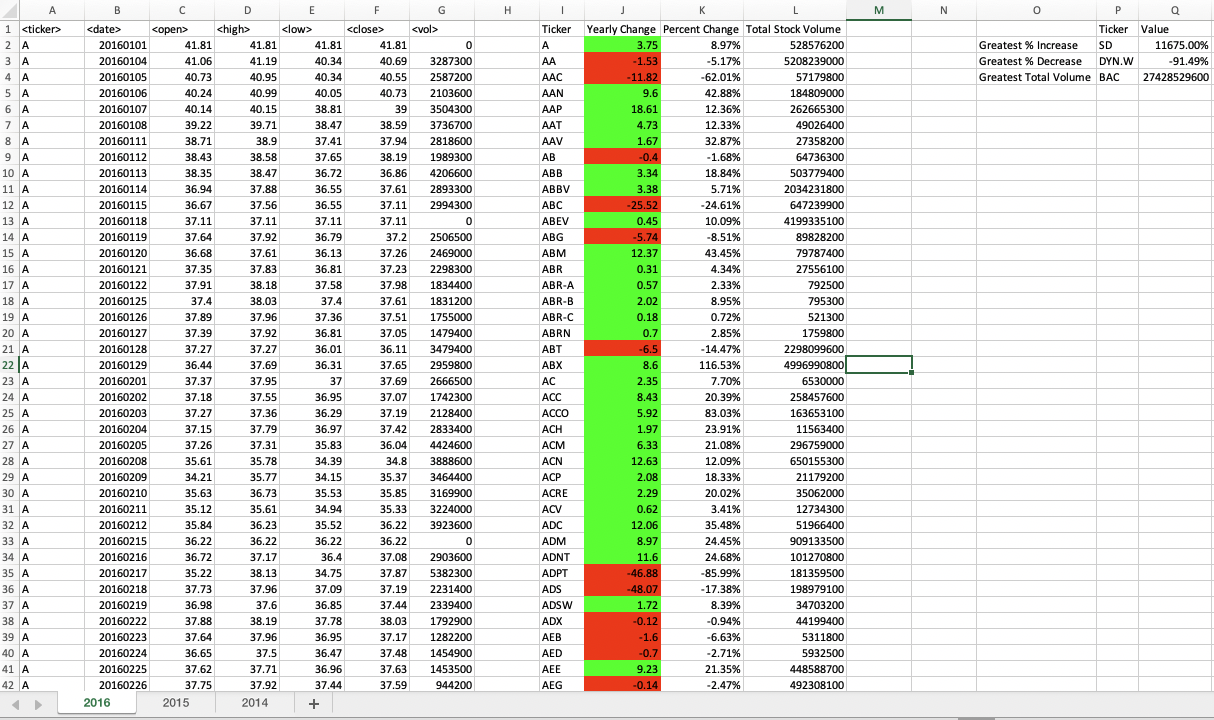 A B C D E F G H I J K L M N O P Q
1 <ticker> <date> <open> <high> <low> <close> <vol> Ticker Yearly Change Percent Change Total Stock Volume Ticker Value
2 A 20160101 41.81 41.81 41.81 41.81 0 A 3.75 8.97% 528576200 Greatest % Increase SD 11675.00%
3 A 20160104 41.06 41.19 40.34 40.69 3287300 AA -1.53 -5.17% 5208239000 Greatest % Decrease DYN.W -91.49%
4 A 20160105 40.73 40.95 40.34 40.55 2587200 AAC -11.82 -62.01% 57179800 Greatest Total Volume BAC 27428529600
5 A 20160106 40.24 40.99 40.05 40.73 2103600 AAN 9.6 42.88% 184809000
6 A 20160107 40.14 40.15 38.81 39 3504300 AAP 18.61 12.36% 262665300
7 A 20160108 39.22 39.71 38.47 38.59 3736700 AAT 4.73 12.33% 49026400
8 A 20160111 38.71 38.9 37.41 37.94 2818600 AAV 1.67 32.87% 27358200
9 A 20160112 38.43 38.58 37.65 38.19 1989300 AB -0.4 -1.68% 64736300
10 A 20160113 38.35 38.47 36.72 36.86 4206600 ABB 3.34 18.84% 503779400
11 A 20160114 36.94 37.88 36.55 37.61 2893300 ABBV 3.38 5.71% 2034231800
12 A 20160115 36.67 37.56 36.55 37.11 2994300 ABC -25.52 -24.61% 647239900
13 A 20160118 37.11 37.11 37.11 37.11 0 ABEV 0.45 10.09% 4199335100
14 A 20160119 37.64 37.92 36.79 37.2 2506500 ABG -5.74 -8.51% 89828200
15 A 20160120 36.68 37.61 36.13 37.26 2469000 ABM 12.37 43.45% 79787400
16 A 20160121 37.35 37.83 36.81 37.23 2298300 ABR 0.31 4.34% 27556100
17 A 20160122 37.91 38.18 37.58 37.98 1834400 ABR-A 0.57 2.33% 792500
18 A 20160125 37.4 38.03 37.4 37.61 1831200 ABR-B 2.02 8.95% 795300
19 A 20160126 37.89 37.96 37.36 37.51 1755000 ABR-C 0.18 0.72% 521300
20 A 20160127 37.39 37.92 36.81 37.05 1479400 ABRN 0.7 2.85% 1759800
21 A 20160128 37.27 37.27 36.01 36.11 3479400 ABT -6.5 -14.47% 2298099600
22 A 20160129 36.44 37.69 36.31 37.65 2959800 ABX 8.6 116.53% 4996990800
23 A 20160201 37.37 37.95 37 37.69 2666500 AC 2.35 7.70% 6530000
24 A 20160202 37.18 37.55 36.95 37.07 1742300 ACC 8.43 20.39% 258457600
25 A 20160203 37.27 37.36 36.29 37.19 2128400 ACCO 5.92 83.03% 163653100
26 A 20160204 37.15 37.79 36.97 37.42 2833400 ACH 1.97 23.91% 11563400
27 A 20160205 37.26 37.31 35.83 36.04 4424600 ACM 6.33 21.08% 296759000
28 A 20160208 35.61 35.78 34.39 34.8 3888600 ACN 12.63 12.09% 650155300
29 A 20160209 34.21 35.77 34.15 35.37 3464400 ACP 2.08 18.33% 21179200
30 A 20160210 35.63 36.73 35.53 35.85 3169900 ACRE 2.29 20.02% 35062000
31 A 20160211 35.12 35.61 34.94 35.33 3224000 ACV 0.62 3.41% 12734300
32 A 20160212 35.84 36.23 35.52 36.22 3923600 ADC 12.06 35.48% 51966400
33 A 20160215 36.22 36.22 36.22 36.22 0 ADM 8.97 24.45% 909133500
34 A 20160216 36.72 37.17 36.4 37.08 2903600 ADNT 11.6 24.68% 101270800
35 A 20160217 35.22 38.13 34.75 37.87 5382300 ADPT -46.88 -85.99% 181359500
36 A 20160218 37.73 37.96 37.09 37.19 2231400 ADS -48.07 -17.38% 198979100
37 A 20160219 36.98 37.6 36.85 37.44 2339400 ADSW 1.72 8.39% 34703200
38 A 20160222 37.88 38.19 37.78 38.03 1792900 ADX -0.12 -0.94% 44199400
39 A 20160223 37.64 37.96 36.95 37.17 1282200 AEB -1.6 -6.63% 5311800
40 A 20160224 36.65 37.5 36.47 37.48 1454900 AED -0.7 -2.71% 5932500
41 A 20160225 37.62 37.71 36.96 37.63 1453500 AEE 9.23 21.35% 448588700
42 A 20160226 37.75 37.92 37.44 37.59 944200 AEG -0.14 -2.47% 492308100
2016 2015 2014 +